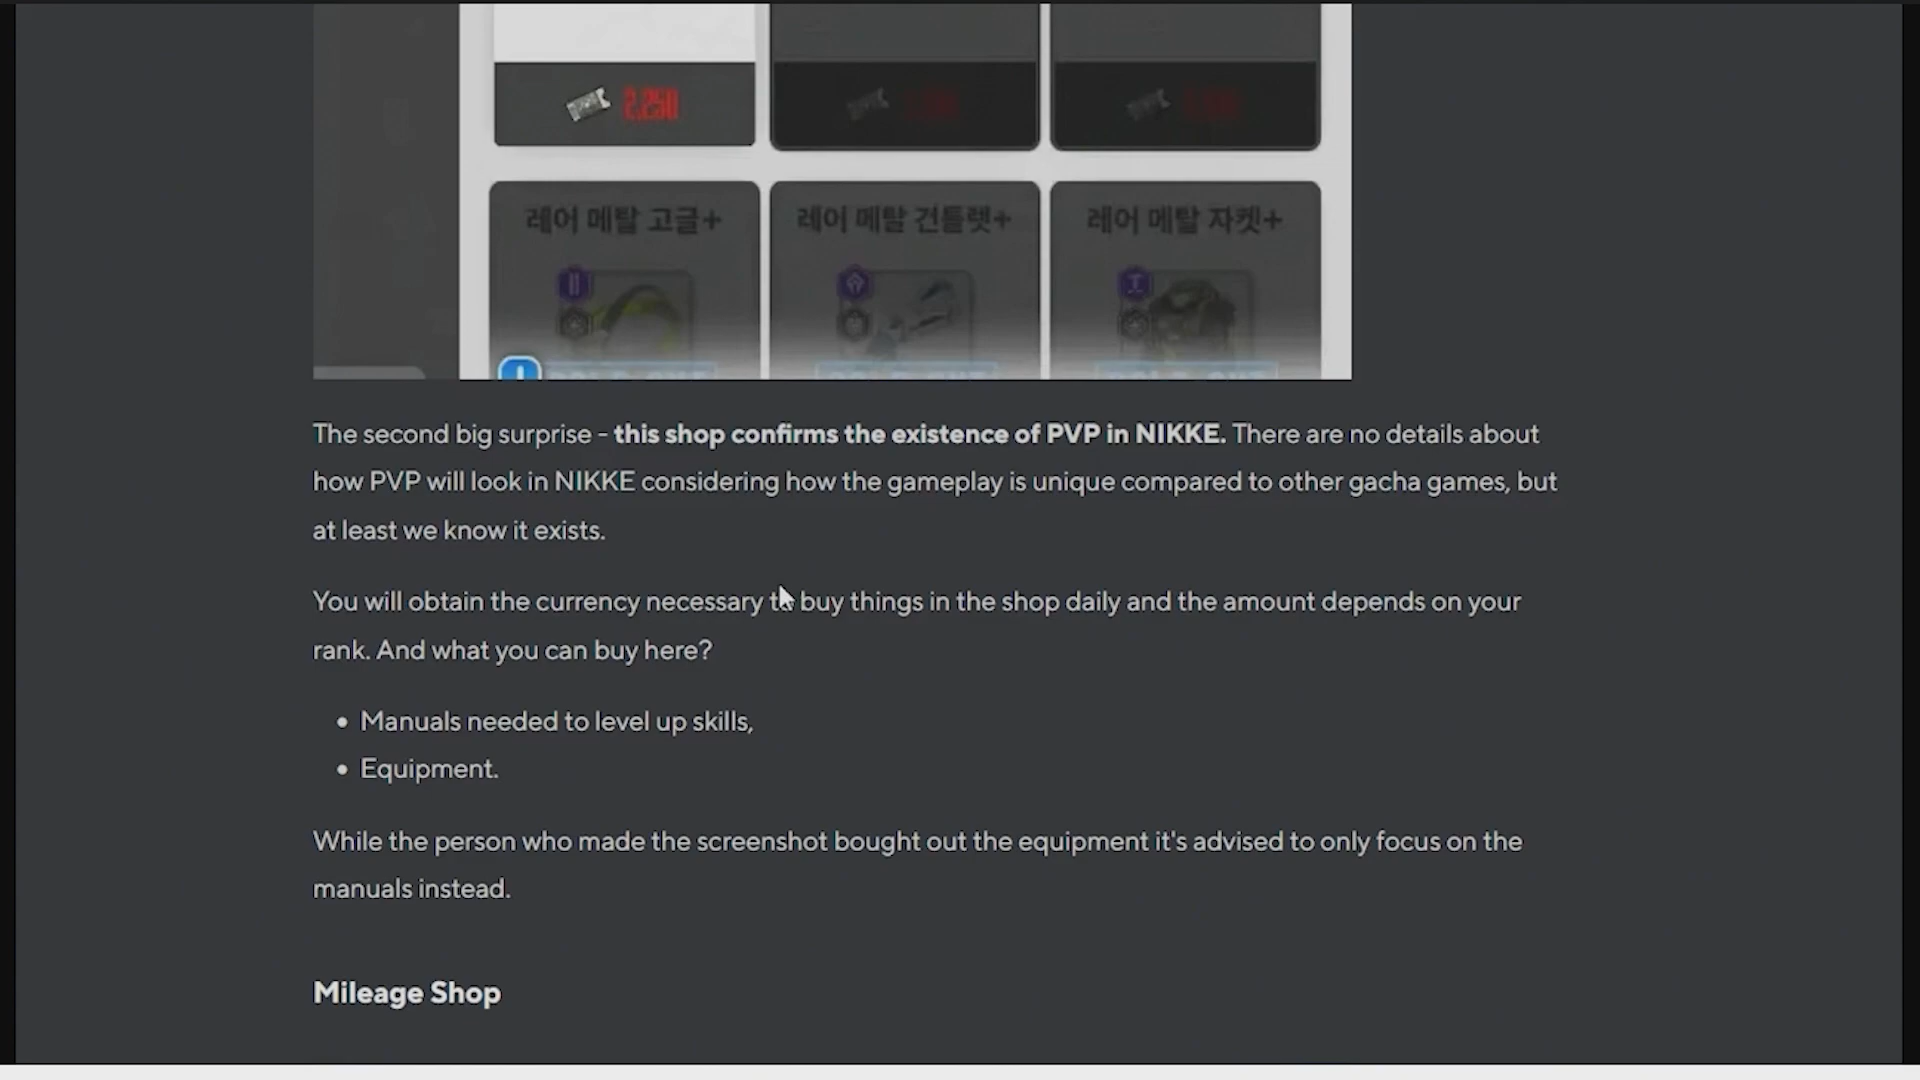 2,250
레어 메탈 고글+ 레어 메탈 건틀렛+ 레어 메탈 자켓+
The second big surprise - this shop confirms the existence of PVP in NIKKE. There are no details about
how PVP will look in NIKKE considering how the gameplay is unique compared to other gacha games, but
at least we know it exists.
You will obtain the currency necessary to buy things in the shop daily and the amount depends on your
rank. And what you can buy here?
• Manuals needed to level up skills,
• Equipment.
While the person who made the screenshot bought out the equipment it's advised to only focus on the
manuals instead.
Mileage Shop